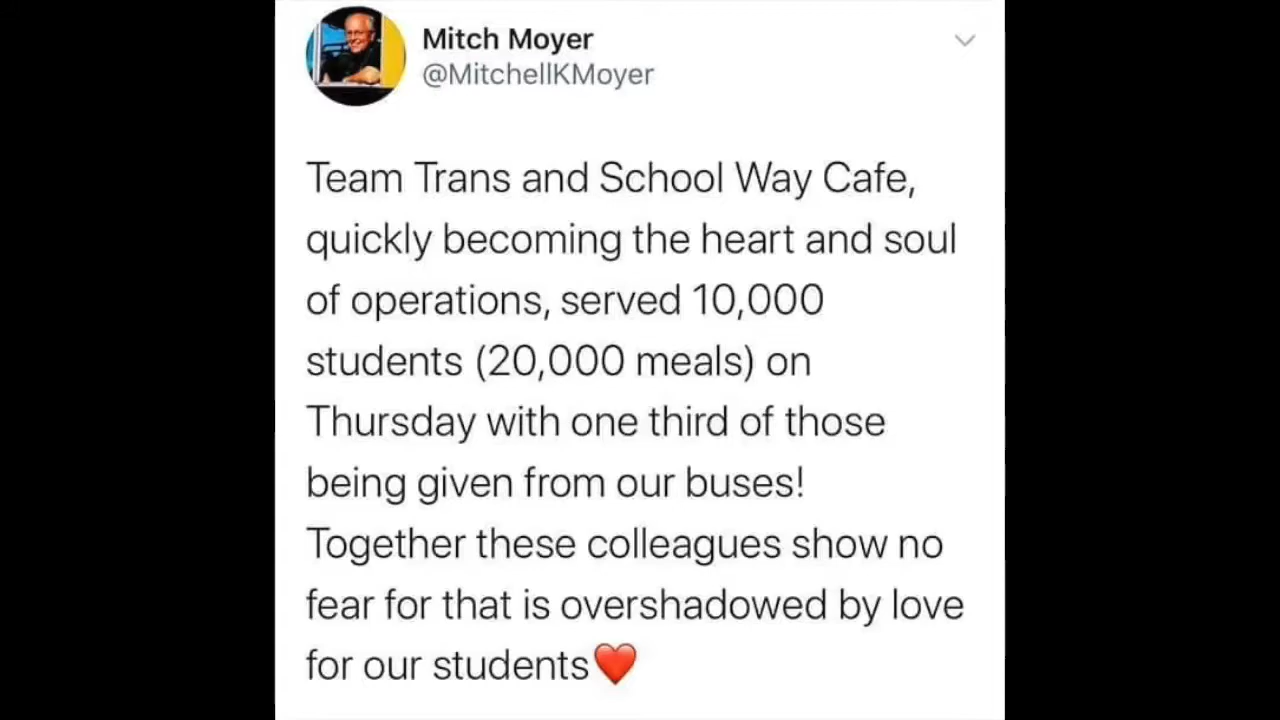 Mitch Moyer
@MitchellKMoyer
Team Trans and School Way Cafe,
quickly becoming the heart and soul
of operations, served 10,000
students (20,000 meals) on
Thursday with one third of those
being given from our buses!
Together these colleagues show no
fear for that is overshadowed by love
for our students❤️